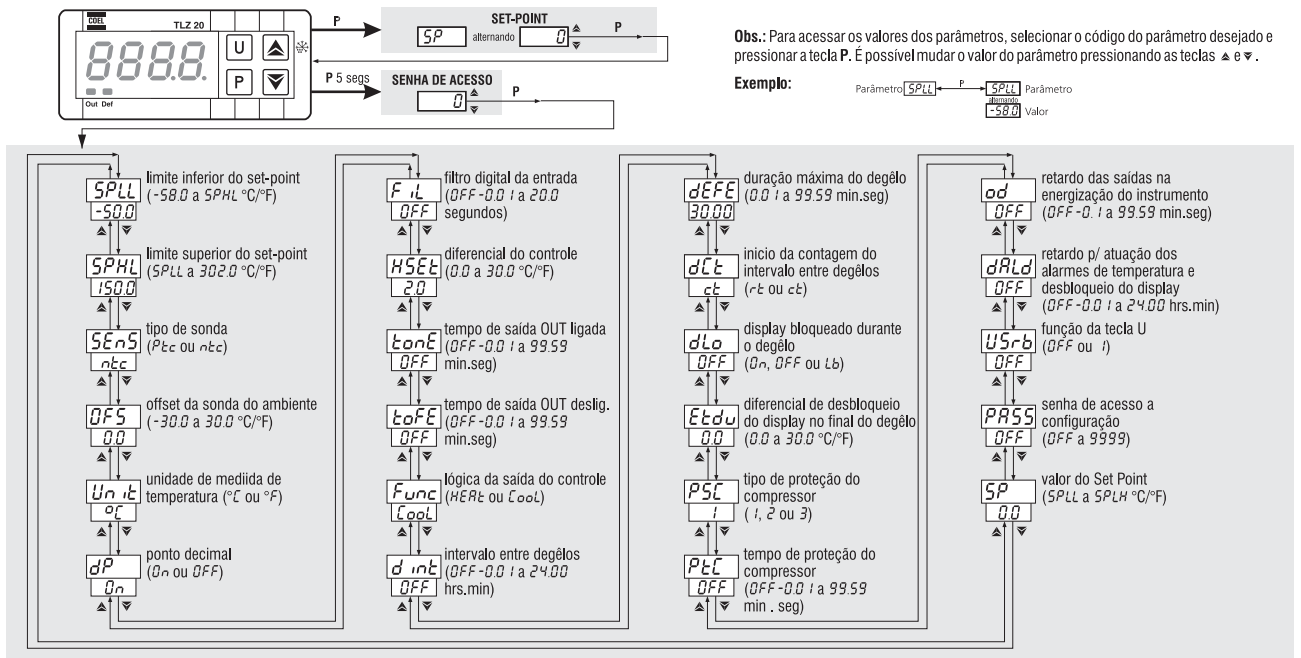 COEL
TLZ 20
888.8.
U
P
Out Def
P
SET-POINT
SP alternando 0
P
P 5 segs
SENHA DE ACESSO
0
P
Obs.: Para acessar os valores dos parâmetros, selecionar o código do parâmetro desejado e
pressionar a tecla P. É possível mudar o valor do parâmetro pressionando as teclas e .
Exemplo:
Parâmetro SPLL P SPLL Parâmetro
alternando
-58.0 Valor
SPLL
-50.0
limite inferior do set-point
(-58.0 a SPHL °C/°F)
SPHL
150.0
limite superior do set-point
(SPLL a 302.0 °C/°F)
SEnS
ntc
tipo de sonda
(Ptc ou ntc)
OFS
0.0
offset da sonda do ambiente
(-30.0 a 30.0 °C/°F)
Unit
°C
unidade de mediida de
temperatura (°C ou °F)
dP
On
ponto decimal
(On ou OFF)
FiL
OFF
filtro digital da entrada
(OFF-0.01 a 20.0
segundos)
HSEt
2.0
diferencial do controle
(0.0 a 30.0 °C/°F)
tonE
OFF
tempo de saída OUT ligada
(OFF-0.01 a 99.59
min.seg)
toFE
OFF
tempo de saída OUT deslig.
(OFF-0.01 a 99.59
min.seg)
Func
CooL
lógica da saída do controle
(HEAt ou CooL)
dint
OFF
intervalo entre degêlos
(OFF-0.01 a 24.00
hrs.min)
dEFE
30.00
duração máxima do degêlo
(0.01 a 99.59 min.seg)
dCt
ct
inicio da contagem do
intervalo entre degêlos
(rt ou ct)
dLo
OFF
display bloqueado durante
o degêlo
(On, OFF ou Lb)
Etdu
0.0
diferencial de desbloqueio
do display no final do degêlo
(0.0 a 30.0 °C/°F)
PSC
1
tipo de proteção do
compressor
(1, 2 ou 3)
PtC
OFF
tempo de proteção do
compressor
(OFF-0.01 a 99.59
min . seg)
od
OFF
retardo das saídas na
energização do instrumento
(OFF-0.1 a 99.59 min.seg)
dALd
OFF
retardo p/ atuação dos
alarmes de temperatura e
desbloqueio do display
(OFF-0.01 a 24.00 hrs.min)
USrb
OFF
função da tecla U
(OFF ou 1)
PASS
OFF
senha de acesso a
configuração
(OFF a 9999)
SP
0.0
valor do Set Point
(SPLL a SPLH °C/°F)